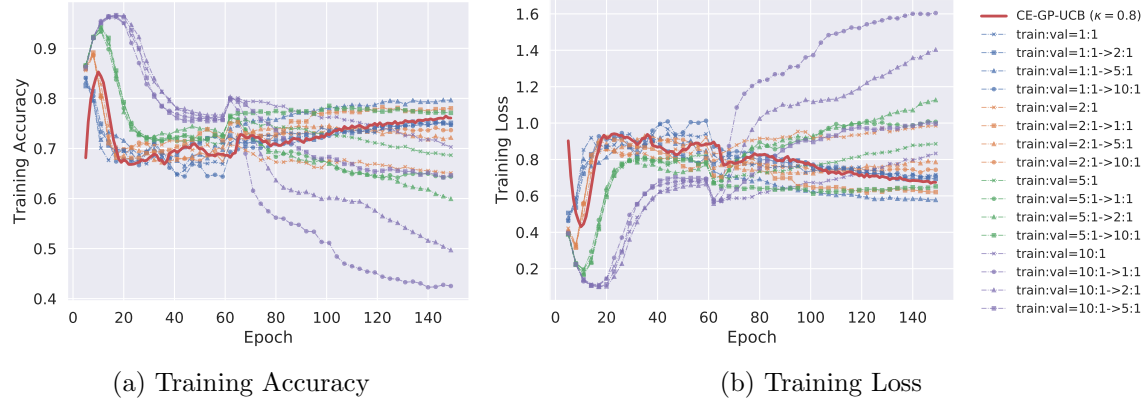 0.9
0.8
0.7
0.6
0.5
0.4
Training Accuracy
0 20 40 60 80 100 120 140
Epoch
(a) Training Accuracy
1.6
1.4
1.2
1.0
0.8
0.6
0.4
0.2
Training Loss
0 20 40 60 80 100 120 140
Epoch
(b) Training Loss
CE-GP-UCB (κ = 0.8)
train:val=1:1
train:val=1:1->2:1
train:val=1:1->5:1
train:val=1:1->10:1
train:val=2:1
train:val=2:1->1:1
train:val=2:1->5:1
train:val=2:1->10:1
train:val=5:1
train:val=5:1->1:1
train:val=5:1->2:1
train:val=5:1->10:1
train:val=10:1
train:val=10:1->1:1
train:val=10:1->2:1
train:val=10:1->5:1